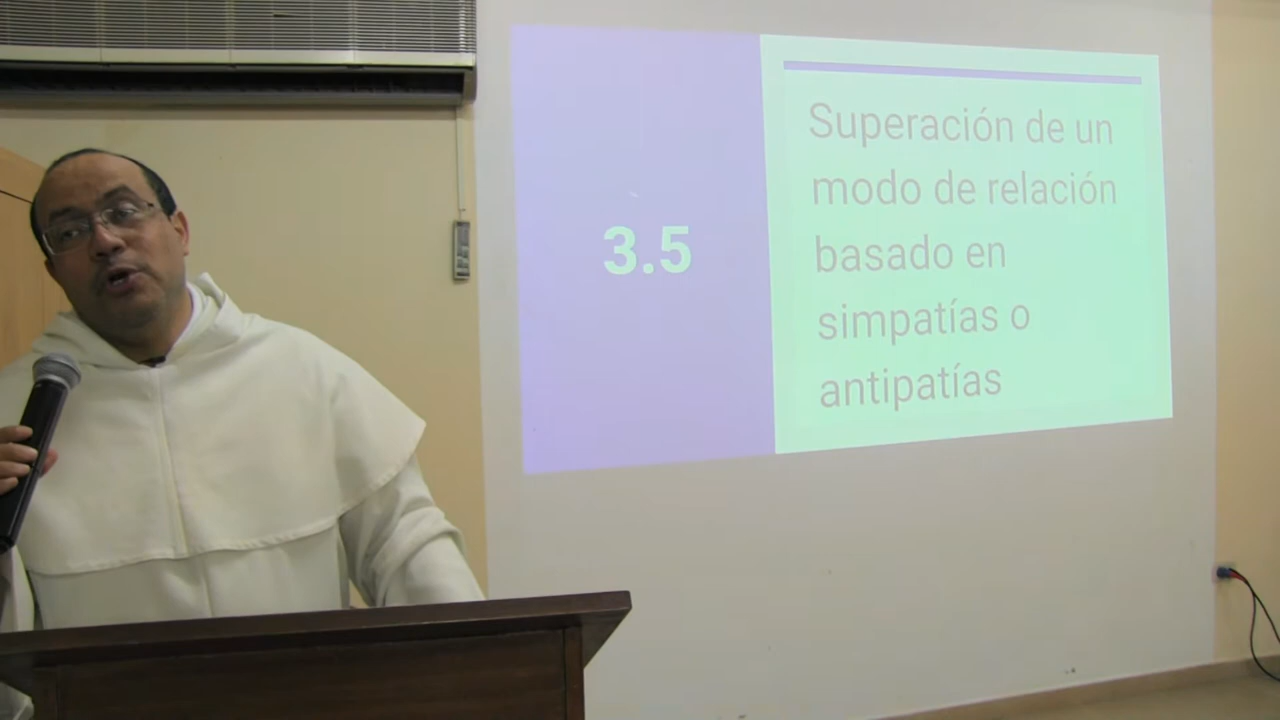 3.5
Superación de un
modo de relación
basado en
simpatías o
antipatías